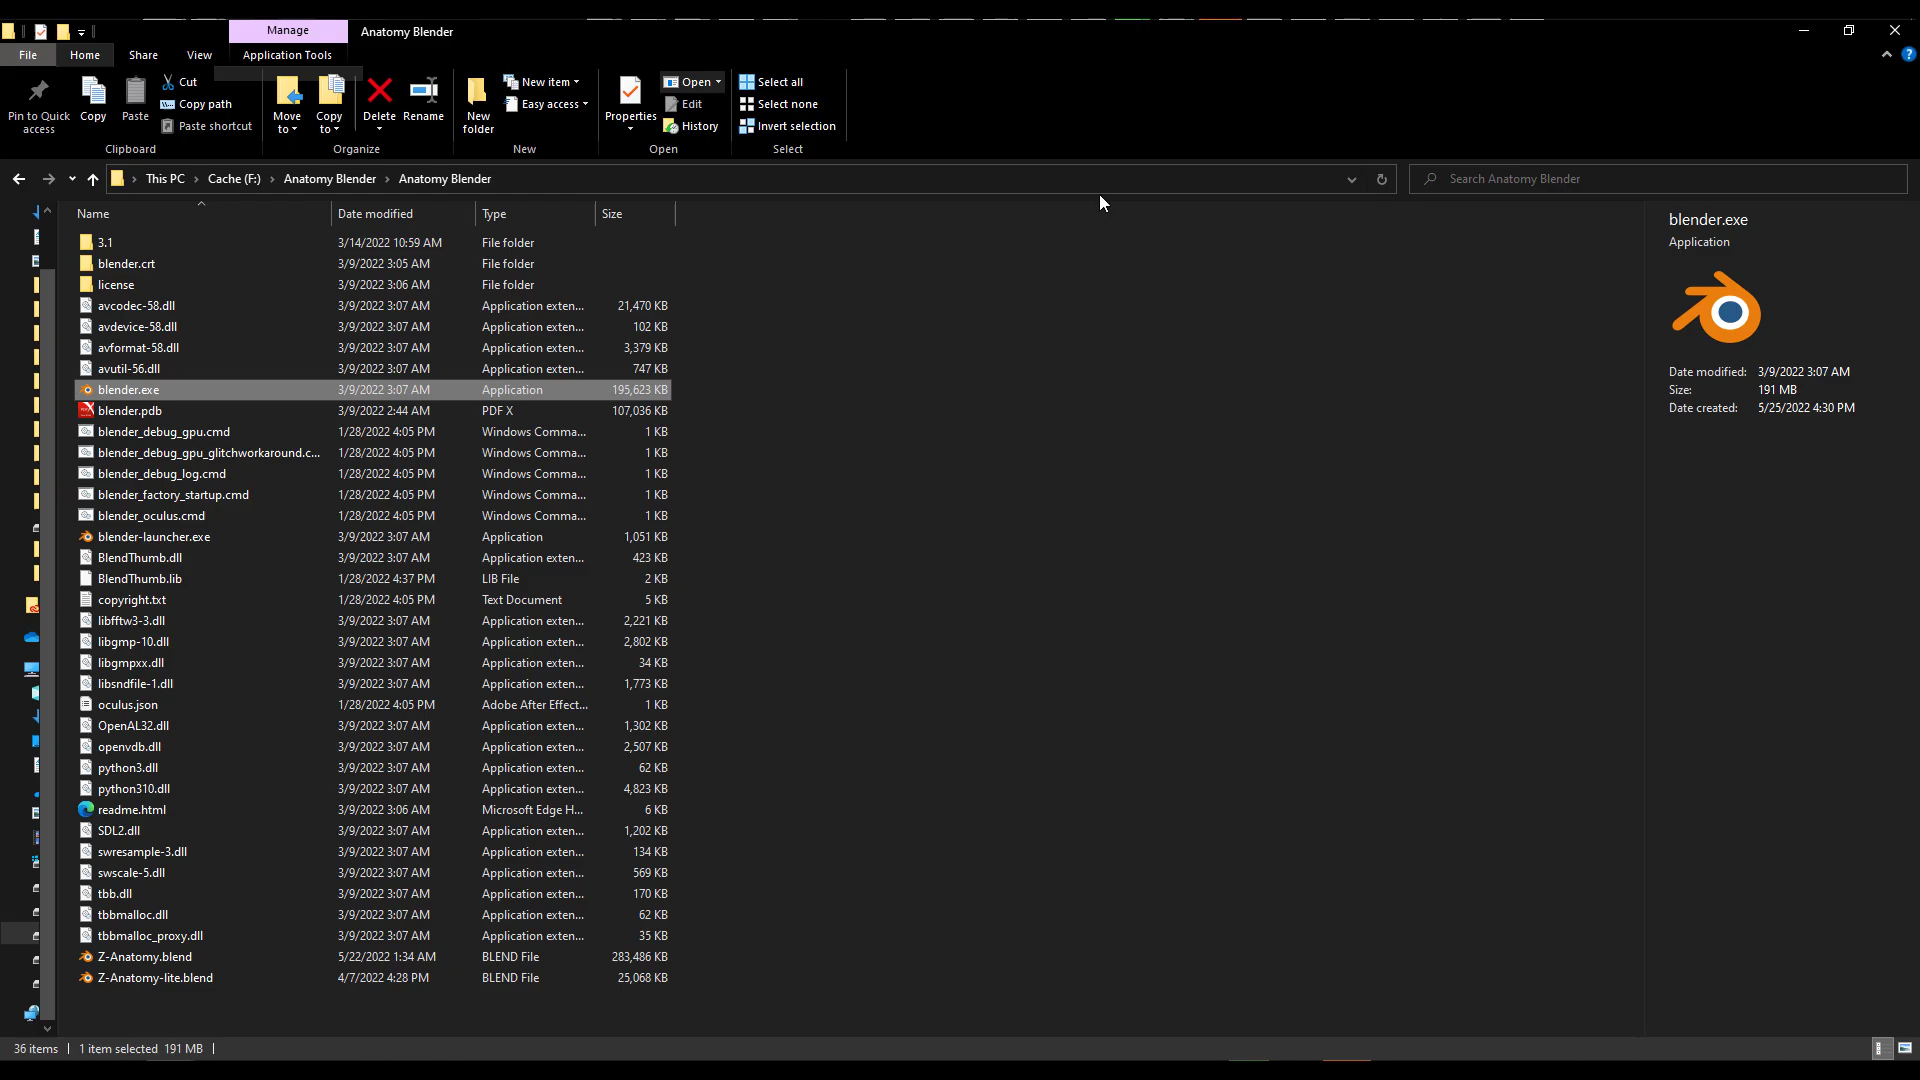 Manage
Anatomy Blender
File
Home
Share
View
Application Tools
Pin to Quick access
Copy
Paste
Cut
Copy path
Paste shortcut
Clipboard
Move to
Copy to
Delete
Rename
Organize
New folder
New item
Easy access
New
Properties
Open
Edit
History
Open
Select all
Select none
Invert selection
Select
This PC > Cache (F:) > Anatomy Blender > Anatomy Blender
Search Anatomy Blender
Name Date modified Type Size
3.1 3/14/2022 10:59 AM File folder
blender.crt 3/9/2022 3:05 AM File folder
license 3/9/2022 3:06 AM File folder
avcodec-58.dll 3/9/2022 3:07 AM Application exten... 21,470 KB
avdevice-58.dll 3/9/2022 3:07 AM Application exten... 102 KB
avformat-58.dll 3/9/2022 3:07 AM Application exten... 3,379 KB
avutil-56.dll 3/9/2022 3:07 AM Application exten... 747 KB
blender.exe 3/9/2022 3:07 AM Application 195,623 KB
blender.pdb 3/9/2022 2:44 AM PDF X 107,036 KB
blender_debug_gpu.cmd 1/28/2022 4:05 PM Windows Comma... 1 KB
blender_debug_gpu_glitchworkaround.c... 1/28/2022 4:05 PM Windows Comma... 1 KB
blender_debug_log.cmd 1/28/2022 4:05 PM Windows Comma... 1 KB
blender_factory_startup.cmd 1/28/2022 4:05 PM Windows Comma... 1 KB
blender_oculus.cmd 1/28/2022 4:05 PM Windows Comma... 1 KB
blender-launcher.exe 3/9/2022 3:07 AM Application 1,051 KB
BlendThumb.dll 3/9/2022 3:07 AM Application exten... 423 KB
BlendThumb.lib 1/28/2022 4:37 PM LIB File 2 KB
copyright.txt 1/28/2022 4:05 PM Text Document 5 KB
libfftw3-3.dll 3/9/2022 3:07 AM Application exten... 2,221 KB
libgmp-10.dll 3/9/2022 3:07 AM Application exten... 2,802 KB
libgmpxx.dll 3/9/2022 3:07 AM Application exten... 34 KB
libsndfile-1.dll 3/9/2022 3:07 AM Application exten... 1,773 KB
oculus.json 1/28/2022 4:05 PM Adobe After Effect... 1 KB
OpenAL32.dll 3/9/2022 3:07 AM Application exten... 1,302 KB
openvdb.dll 3/9/2022 3:07 AM Application exten... 2,507 KB
python3.dll 3/9/2022 3:07 AM Application exten... 62 KB
python310.dll 3/9/2022 3:07 AM Application exten... 4,823 KB
readme.html 3/9/2022 3:06 AM Microsoft Edge H... 6 KB
SDL2.dll 3/9/2022 3:07 AM Application exten... 1,202 KB
swresample-3.dll 3/9/2022 3:07 AM Application exten... 134 KB
swscale-5.dll 3/9/2022 3:07 AM Application exten... 569 KB
tbb.dll 3/9/2022 3:07 AM Application exten... 170 KB
tbbmalloc.dll 3/9/2022 3:07 AM Application exten... 62 KB
tbbmalloc_proxy.dll 3/9/2022 3:07 AM Application exten... 35 KB
Z-Anatomy.blend 5/22/2022 1:34 AM BLEND File 283,486 KB
Z-Anatomy-lite.blend 4/7/2022 4:28 PM BLEND File 25,068 KB
blender.exe
Application
Date modified: 3/9/2022 3:07 AM
Size: 191 MB
Date created: 5/25/2022 4:30 PM
36 items | 1 item selected 191 MB |